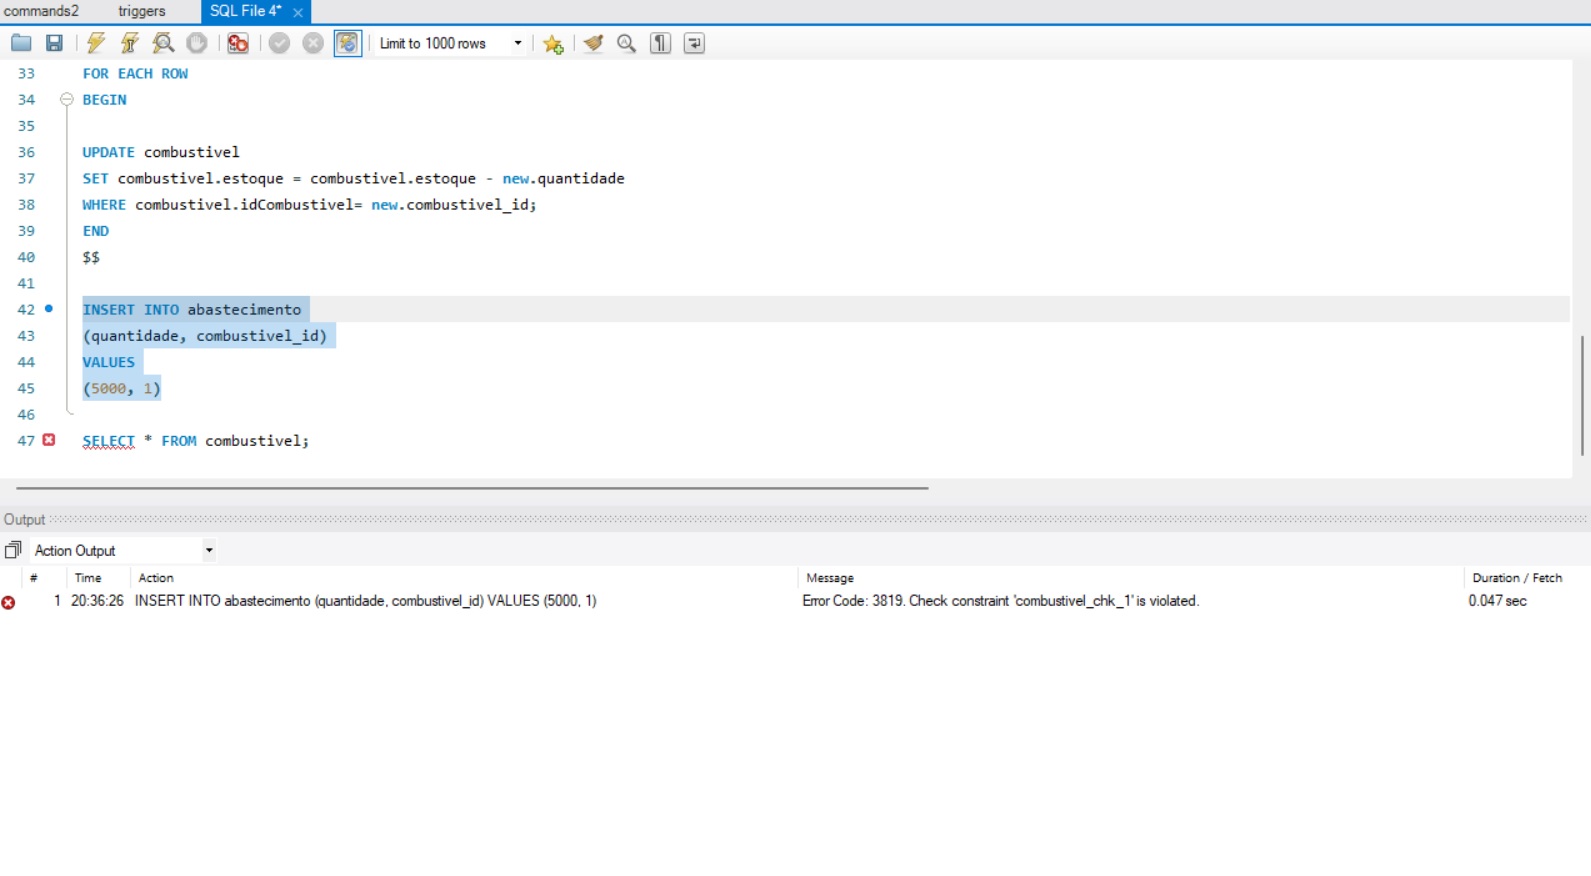 commands2 triggers SQL File 4*
Limit to 1000 rows
33 FOR EACH ROW
34 BEGIN
35
36 UPDATE combustivel
37 SET combustivel.estoque = combustivel.estoque - new.quantidade
38 WHERE combustivel.idCombustivel= new.combustivel_id;
39 END
40 $$
41
42 INSERT INTO abastecimento
43 (quantidade, combustivel_id)
44 VALUES
45 (5000, 1)
46
47 SELECT * FROM combustivel;
Output
Action Output
# Time Action Message Duration / Fetch
1 20:36:26 INSERT INTO abastecimento (quantidade, combustivel_id) VALUES (5000, 1) Error Code: 3819. Check constraint 'combustivel_chk_1' is violated. 0.047 sec